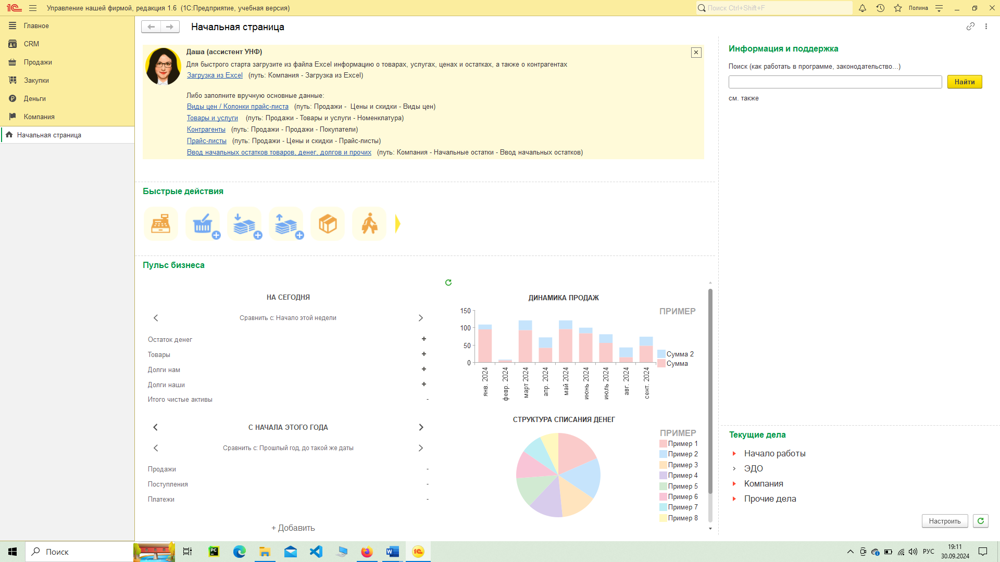 Управление нашей фирмой, редакция 1.6 (1С:Предприятие, учебная версия)
Поиск Ctrl+Shift+F
Полина
Главное
CRM
Продажи
Закупки
Деньги
Компания
Начальная страница
Начальная страница
Даша (ассистент УНФ)
Для быстрого старта загрузите из файла Excel информацию о товарах, услугах, ценах и остатках, а также о контрагентах
Загрузка из Excel (путь: Компания - Загрузка из Excel)
Либо заполните вручную основные данные:
Виды цен / Колонки прайс-листа (путь: Продажи - Цены и скидки - Виды цен)
Товары и услуги (путь: Продажи - Товары и услуги - Номенклатура)
Контрагенты (путь: Продажи - Продажи - Покупатели)
Прайс-листы (путь: Продажи - Цены и скидки - Прайс-листы)
Ввод начальных остатков товаров, денег, долгов и прочих (путь: Компания - Начальные остатки - Ввод начальных остатков)
Быстрые действия
Пульс бизнеса
НА СЕГОДНЯ
Сравнить с: Начало этой недели
Остаток денег +
Товары +
Долги нам +
Долги наши +
Итого чистые активы -
С НАЧАЛА ЭТОГО ГОДА
Сравнить с: Прошлый год, до такой же даты
Продажи -
Поступления -
Платежи -
+ Добавить
ДИНАМИКА ПРОДАЖ
ПРИМЕР
150
100
50
0
Сумма 2
Сумма
янв. 2024
февр. 2024
март 2024
апр. 2024
май 2024
июнь 2024
июль 2024
авг. 2024
сент. 2024
СТРУКТУРА СПИСАНИЯ ДЕНЕГ
ПРИМЕР
Пример 1
Пример 2
Пример 3
Пример 4
Пример 5
Пример 6
Пример 7
Пример 8
Информация и поддержка
Поиск (как работать в программе, законодательство...)
Найти
см. также
Текущие дела
Начало работы
ЭДО
Компания
Прочие дела
Настроить
Поиск
PC
W
1С
РУС
19:11
30.09.2024